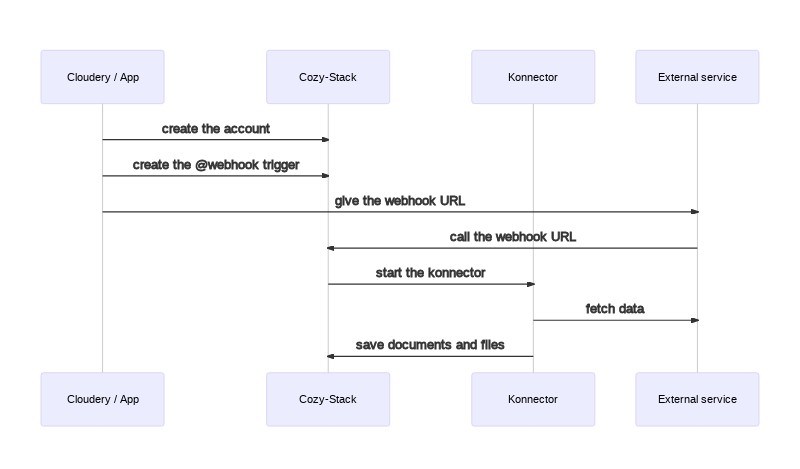 Cloudery / App
Cozy-Stack
Konnector
External service
create the account
create the @webhook trigger
give the webhook URL
call the webhook URL
start the konnector
fetch data
save documents and files
Cloudery / App
Cozy-Stack
Konnector
External service